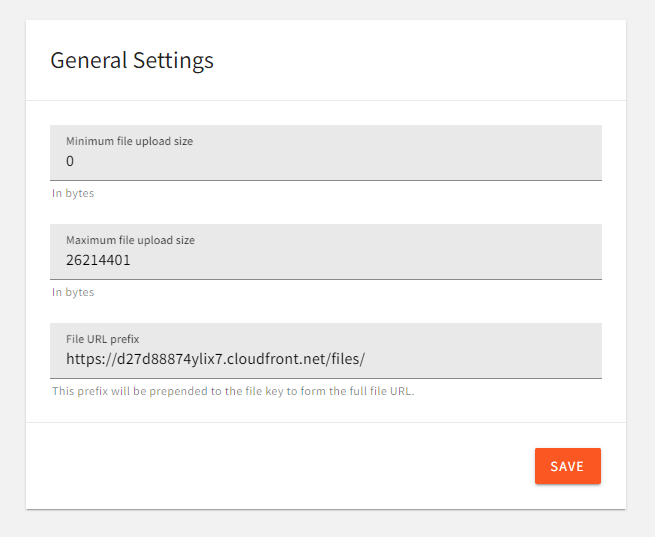 General Settings
Minimum file upload size
0
In bytes
Maximum file upload size
26214401
In bytes
File URL prefix
https://d27d88874ylix7.cloudfront.net/files/
This prefix will be prepended to the file key to form the full file URL.
SAVE